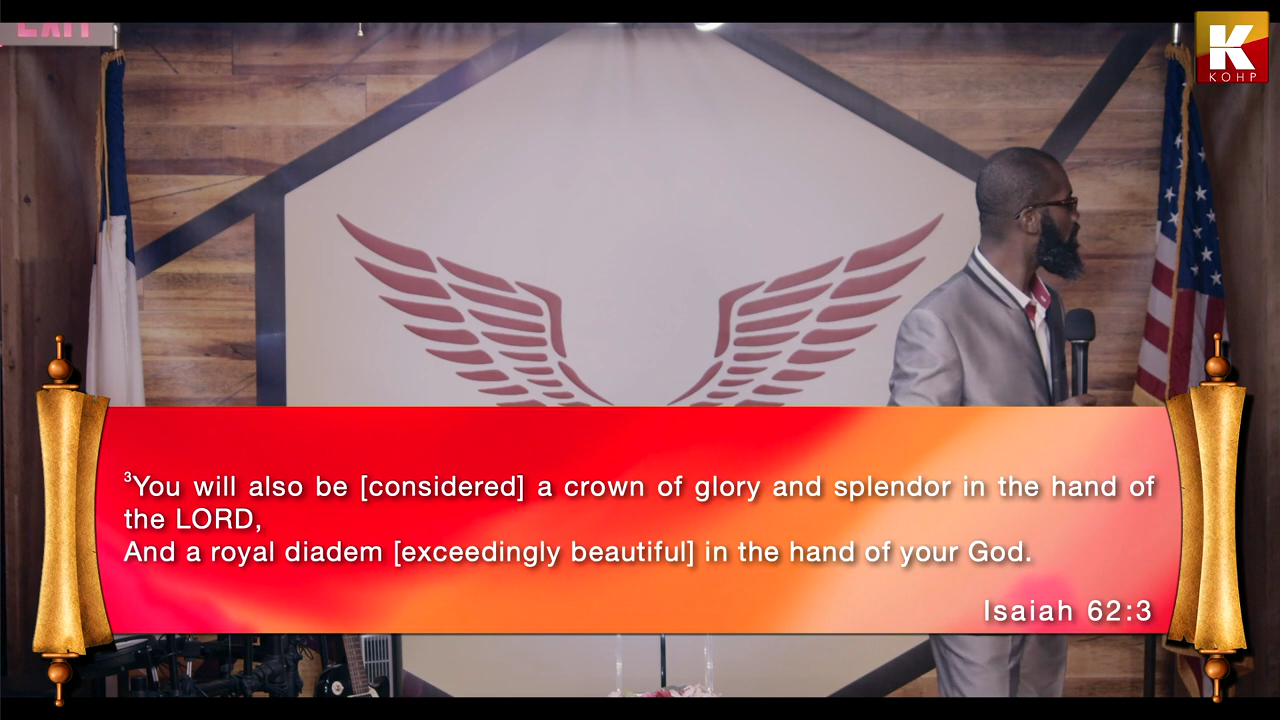 EXIT
K
KOHP
³You will also be [considered] a crown of glory and splendor in the hand of
the LORD,
And a royal diadem [exceedingly beautiful] in the hand of your God.
Isaiah 62:3